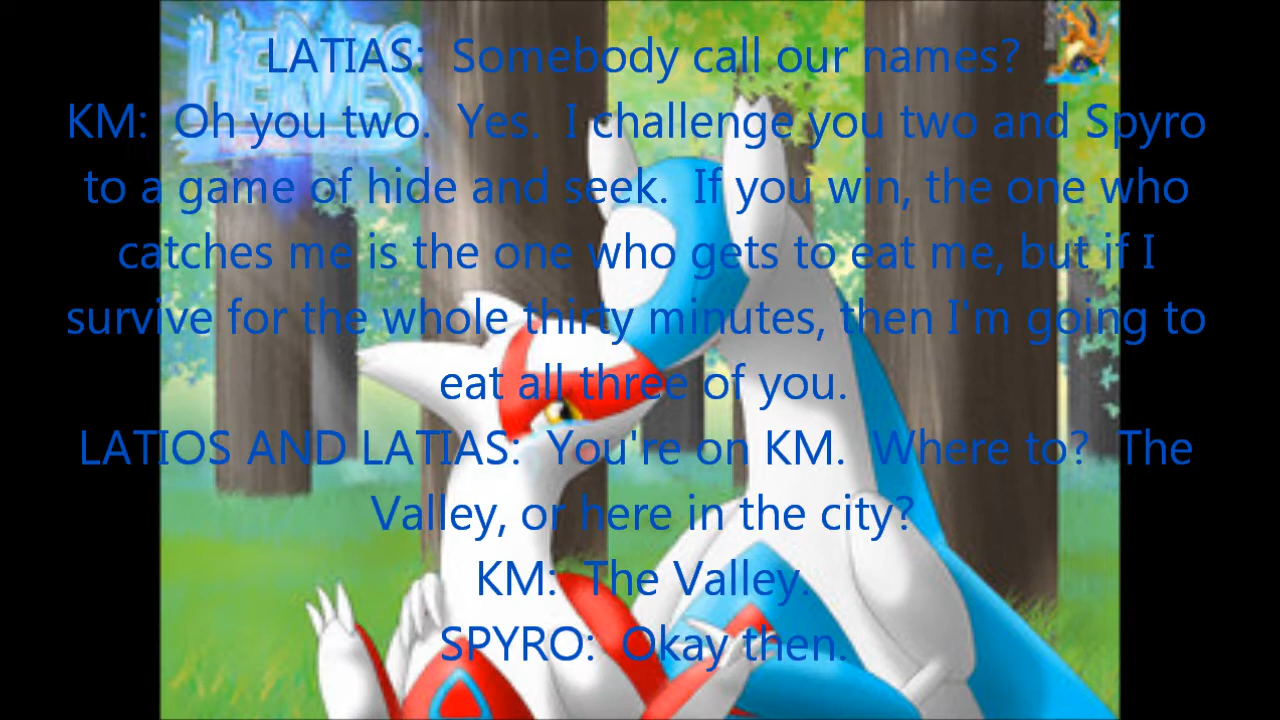 HEROES
LATIAS:  Somebody call our names?
KM:  Oh you two.  Yes.  I challenge you two and Spyro
to a game of hide and seek.  If you win, the one who
catches me is the one who gets to eat me, but if I
survive for the whole thirty minutes, then I'm going to
eat all three of you.
LATIOS AND LATIAS:  You're on KM.  Where to?  The
Valley, or here in the city?
KM:  The Valley.
SPYRO:  Okay then.